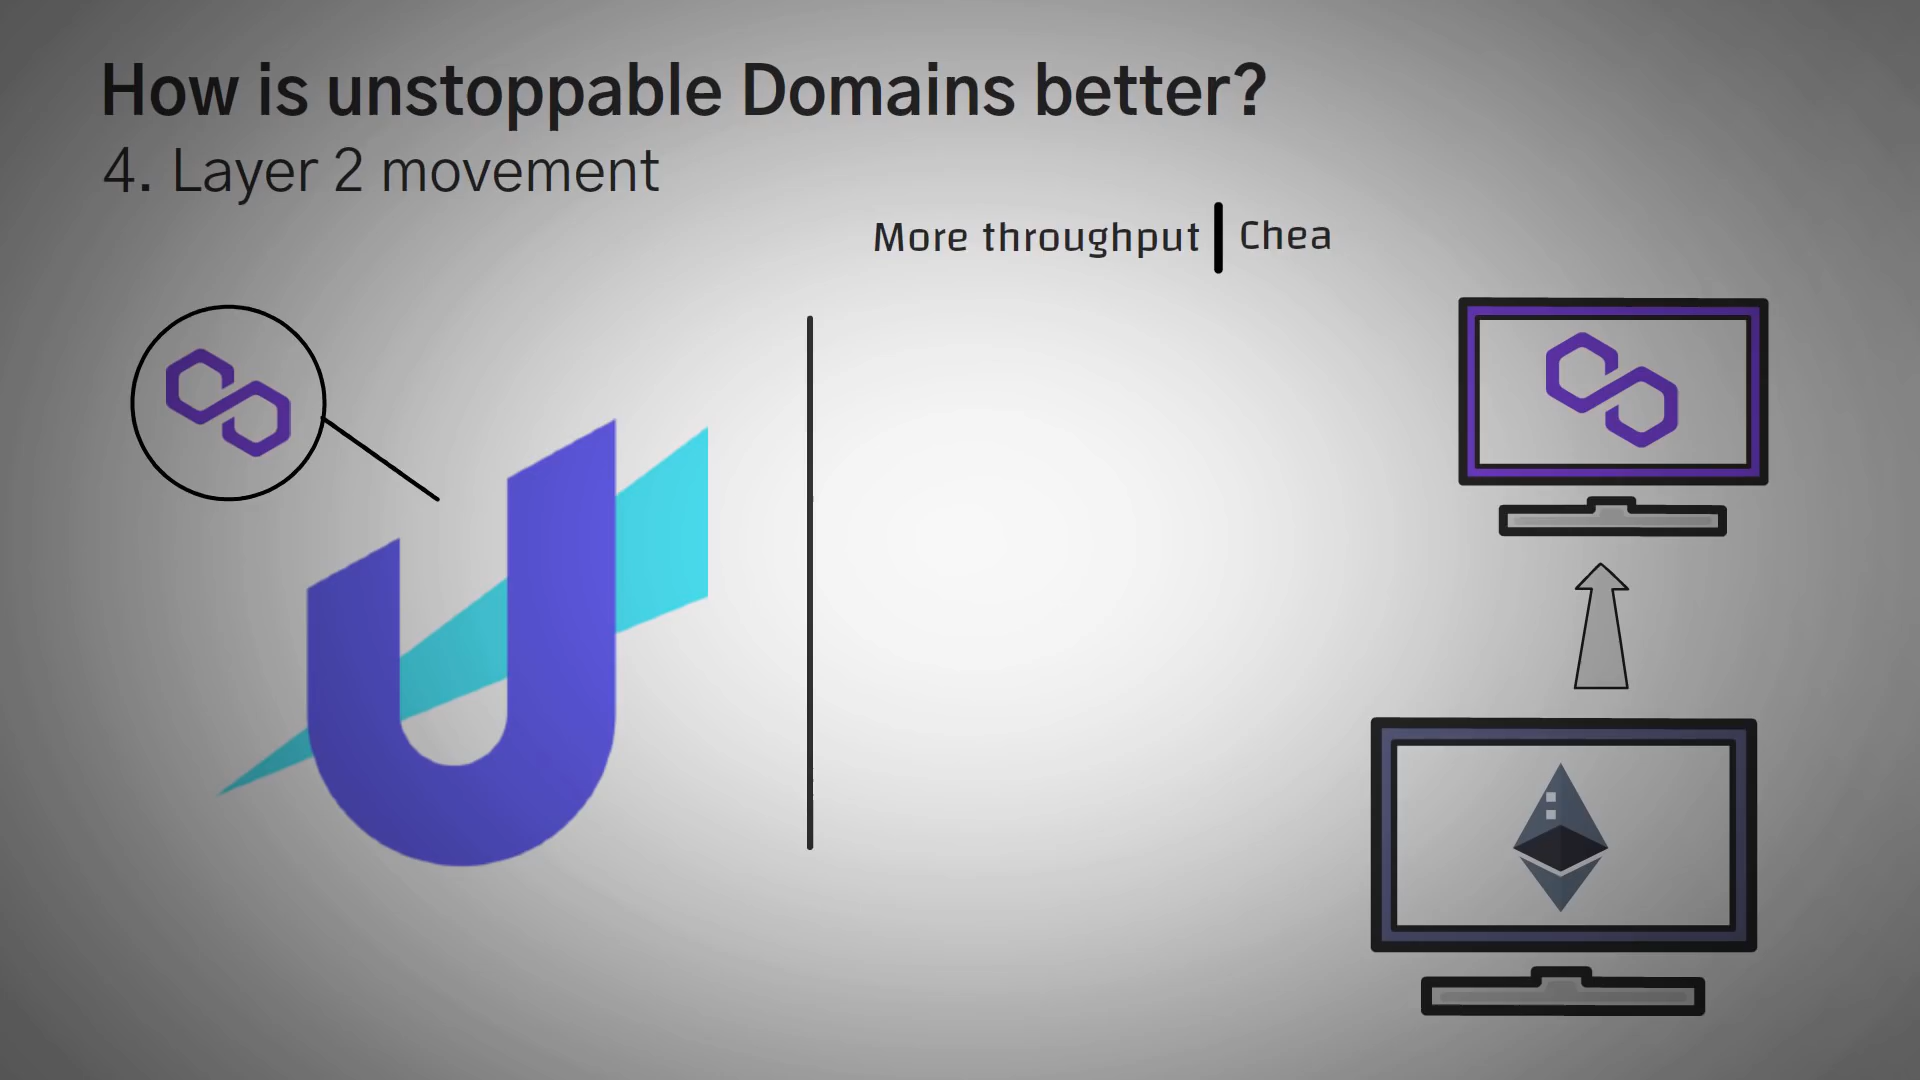 How is unstoppable Domains better?
4. Layer 2 movement
More throughput | Chea